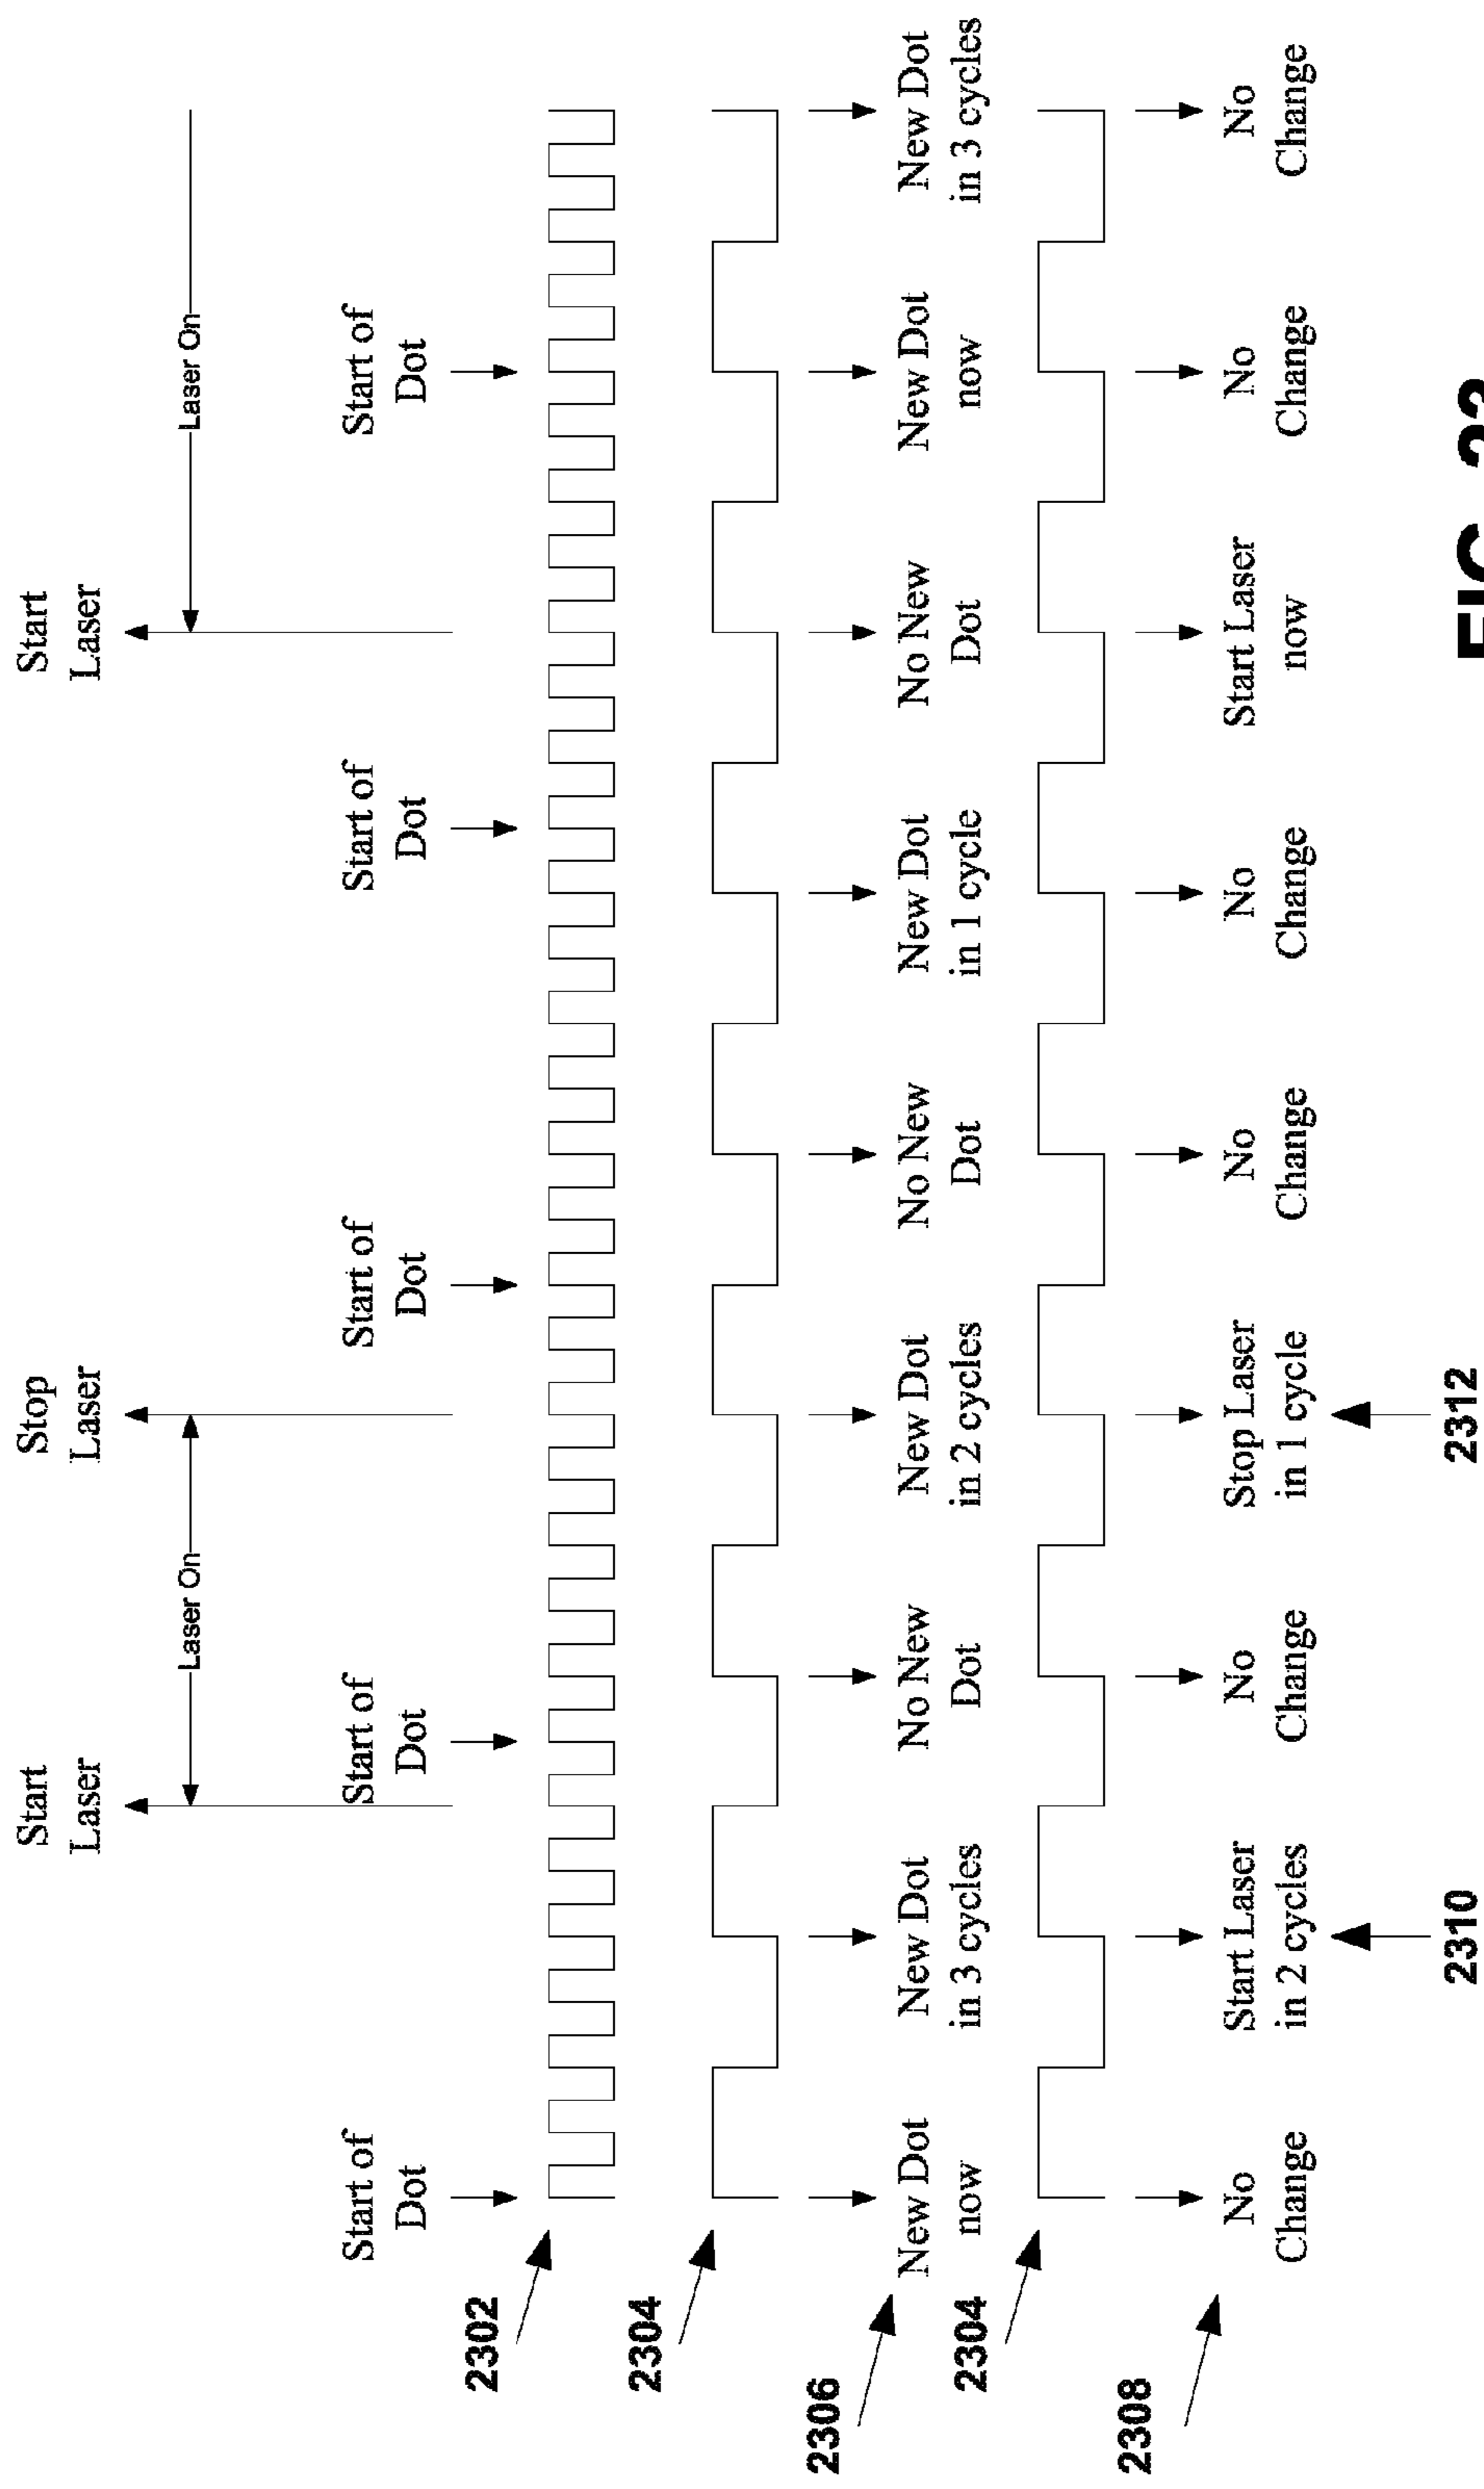 Start
Laser
Stop
Laser
Start
Laser
Laser On
Laser On
Start of
Dot
Start of
Dot
Start of
Dot
Start of
Dot
Start of
Dot
2302
2304
2306
New Dot
now
New Dot
in 3 cycles
No New
Dot
New Dot
in 2 cycles
No New
Dot
New Dot
in 1 cycle
No New
Dot
New Dot
now
New Dot
in 3 cycles
2304
2308
No
Change
Start Laser
in 2 cycles
No
Change
Stop Laser
in 1 cycle
No
Change
No
Change
Start Laser
now
No
Change
No
Change
2310
2312
FIG. 23